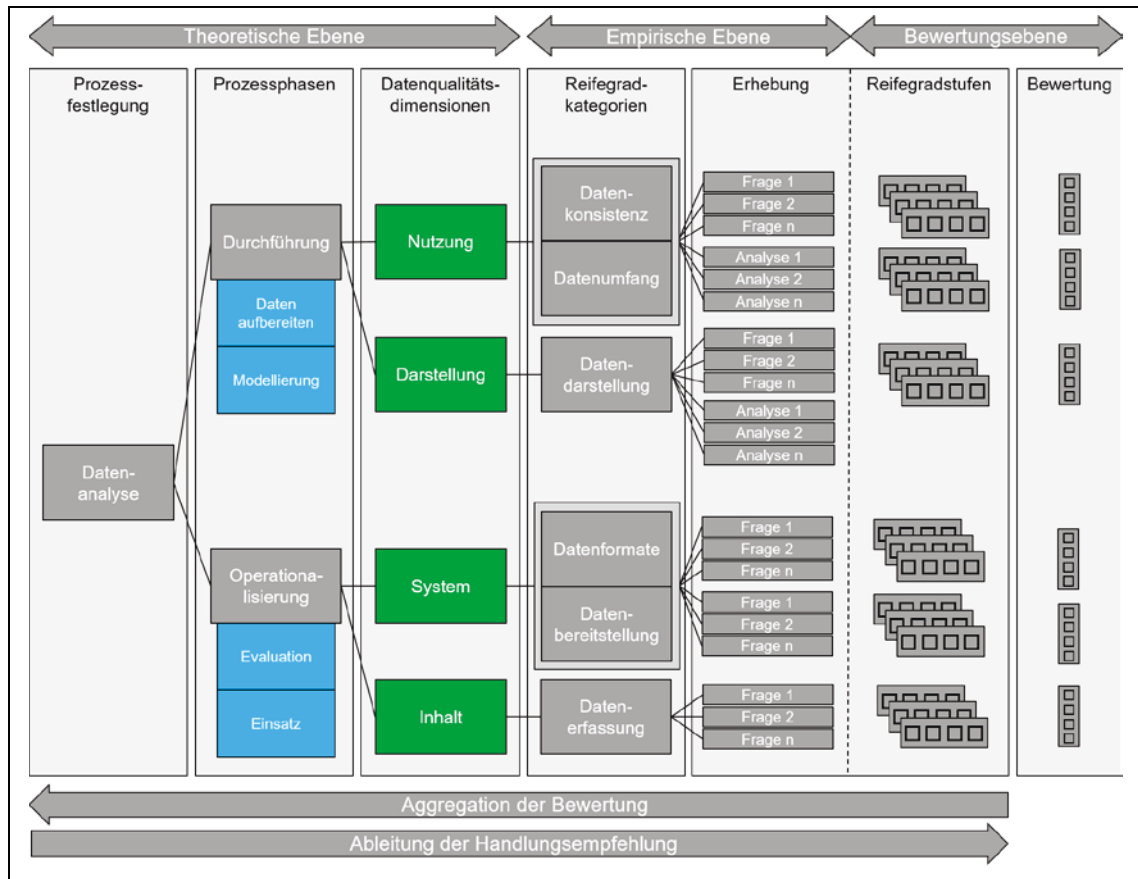 Theoretische Ebene
Empirische Ebene
Bewertungsebene
Prozess-
festlegung
Prozessphasen
Datenqualitäts-
dimensionen
Reifegrad-
kategorien
Erhebung
Reifegradstufen
Bewertung
Daten-
analyse
Durchführung
Daten
aufbereiten
Modellierung
Operationa-
lisierung
Evaluation
Einsatz
Nutzung
Darstellung
System
Inhalt
Daten-
konsistenz
Datenumfang
Daten-
darstellung
Datenformate
Daten-
bereitstellung
Daten-
erfassung
Frage 1
Frage 2
Frage n
Analyse 1
Analyse 2
Analyse n
Frage 1
Frage 2
Frage n
Analyse 1
Analyse 2
Analyse n
Frage 1
Frage 2
Frage n
Frage 1
Frage 2
Frage n
Frage 1
Frage 2
Frage n
Aggregation der Bewertung
Ableitung der Handlungsempfehlung